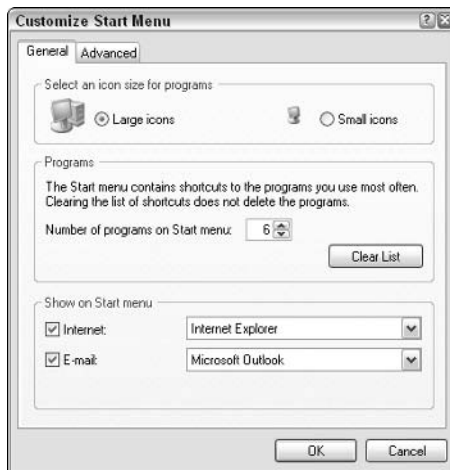 Customize Start Menu
General Advanced
Select an icon size for programs
Large icons Small icons
Programs
The Start menu contains shortcuts to the programs you use most often.
Clearing the list of shortcuts does not delete the programs.
Number of programs on Start menu: 6
Clear List
Show on Start menu
Internet: Internet Explorer
E-mail: Microsoft Outlook
OK Cancel